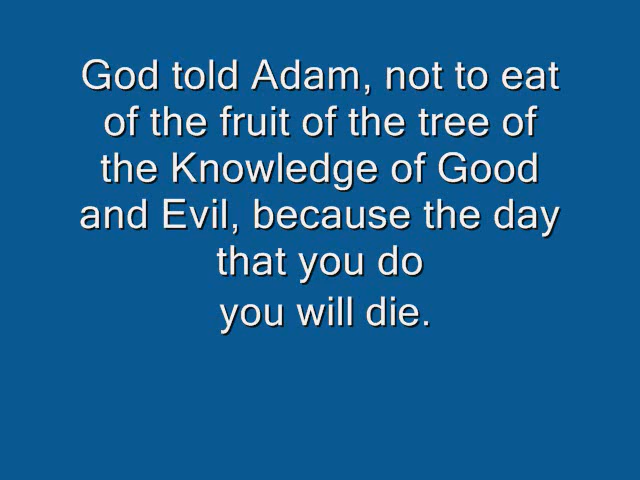 God told Adam, not to eat
of the fruit of the tree of
the Knowledge of Good
and Evil, because the day
that you do
you will die.